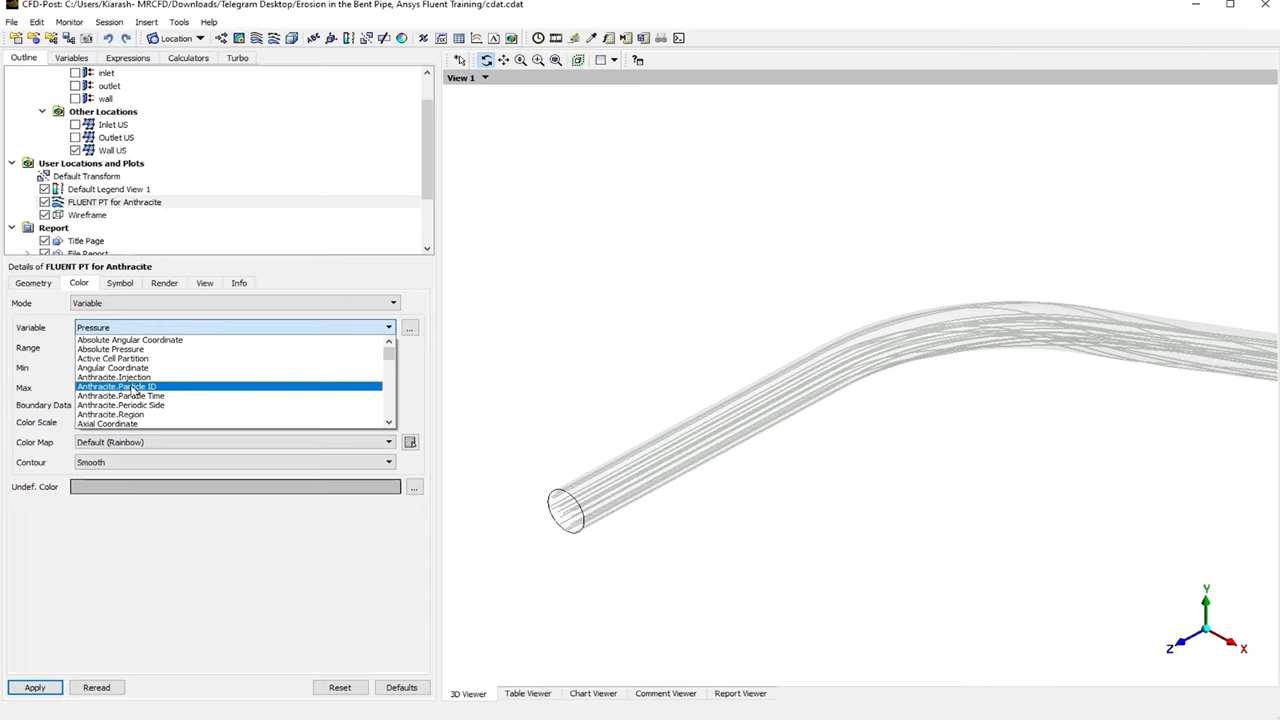 CFD-Post: C:/Users/Kiarash- MRCFD/Downloads/Telegram Desktop/Erosion in the Bent Pipe, Ansys Fluent Training/cdat.cdat
File Edit Monitor Session Insert Tools Help
Location
Outline Variables Expressions Calculators Turbo
inlet
outlet
wall
Other Locations
Inlet US
Outlet US
Wall US
User Locations and Plots
Default Transform
Default Legend View 1
FLUENT PT for Anthracite
Wireframe
Report
Title Page
File Report
Details of FLUENT PT for Anthracite
Geometry Color Symbol Render View Info
Mode Variable
Variable Pressure ...
Absolute Angular Coordinate
Range Absolute Pressure
Active Cell Partition
Min Angular Coordinate
Anthracite.Injection
Max Anthracite.Particle ID
Anthracite.Particle Time
Boundary Data Anthracite.Periodic Side
Anthracite.Region
Color Scale Axial Coordinate
Color Map Default (Rainbow)
Contour Smooth
Undef. Color ...
Apply Reread Reset Defaults
View 1
Y
Z X
3D Viewer Table Viewer Chart Viewer Comment Viewer Report Viewer